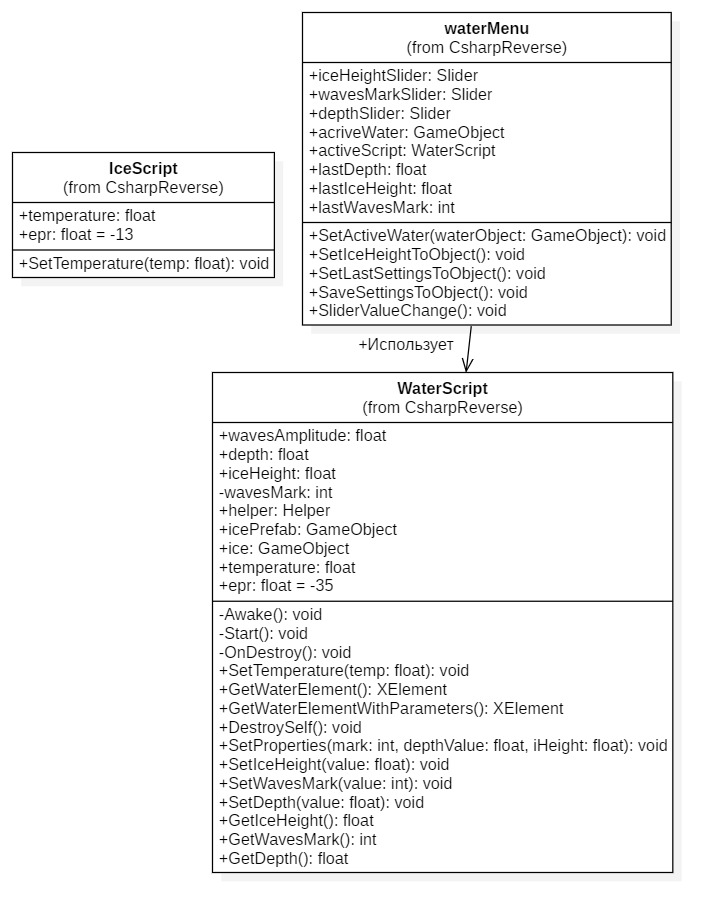 waterMenu
(from CsharpReverse)
+iceHeightSlider: Slider
+wavesMarkSlider: Slider
+depthSlider: Slider
+acriveWater: GameObject
+activeScript: WaterScript
+lastDepth: float
+lastIceHeight: float
+lastWavesMark: int
+SetActiveWater(waterObject: GameObject): void
+SetIceHeightToObject(): void
+SetLastSettingsToObject(): void
+SaveSettingsToObject(): void
+SliderValueChange(): void
IceScript
(from CsharpReverse)
+temperature: float
+epr: float = -13
+SetTemperature(temp: float): void
+Использует
WaterScript
(from CsharpReverse)
+wavesAmplitude: float
+depth: float
+iceHeight: float
-wavesMark: int
+helper: Helper
+icePrefab: GameObject
+ice: GameObject
+temperature: float
+epr: float = -35
-Awake(): void
-Start(): void
-OnDestroy(): void
+SetTemperature(temp: float): void
+GetWaterElement(): XElement
+GetWaterElementWithParameters(): XElement
+DestroySelf(): void
+SetProperties(mark: int, depthValue: float, iHeight: float): void
+SetIceHeight(value: float): void
+SetWavesMark(value: int): void
+SetDepth(value: float): void
+GetIceHeight(): float
+GetWavesMark(): int
+GetDepth(): float